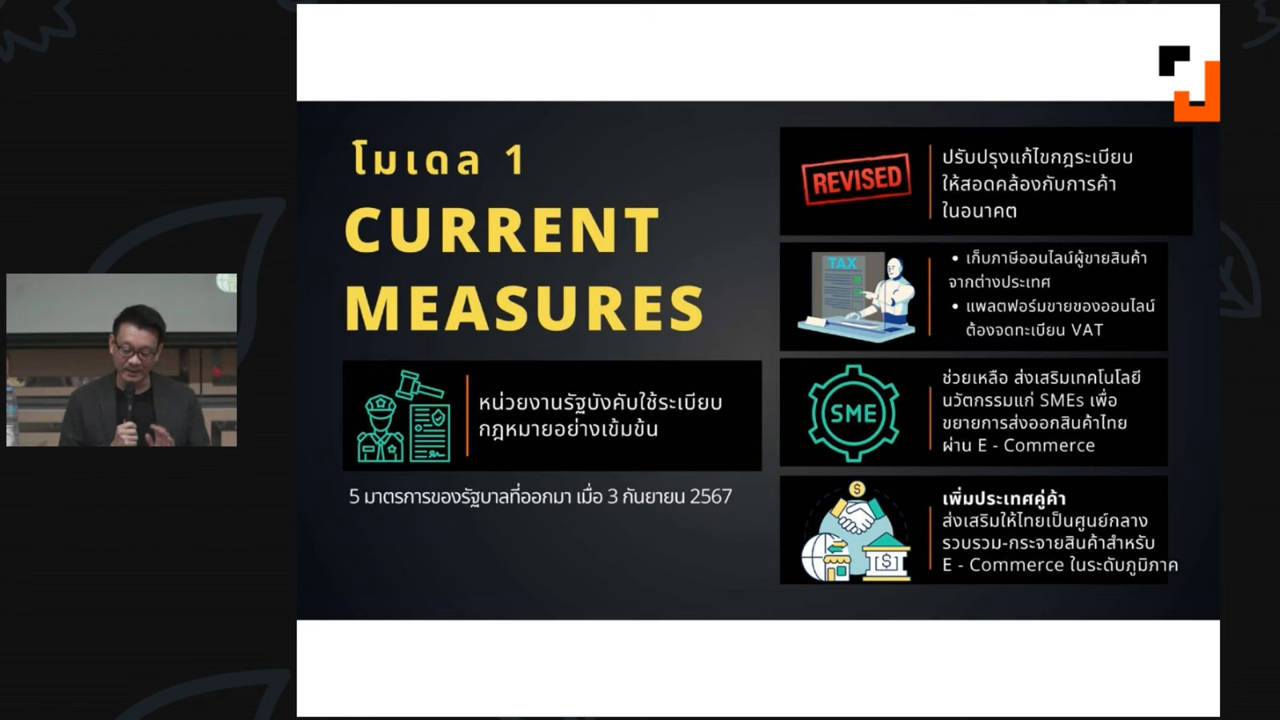 โมเดล 1
CURRENT
MEASURES
หน่วยงานรัฐบังคับใช้ระเบียบ
กฎหมายอย่างเข้มข้น
5 มาตรการของรัฐบาลที่ออกมา เมื่อ 3 กันยายน 2567
REVISED
ปรับปรุงแก้ไขกฎระเบียบ
ให้สอดคล้องกับการค้า
ในอนาคต
TAX
• เก็บภาษีออนไลน์ผู้ขายสินค้า
จากต่างประเทศ
• แพลตฟอร์มขายของออนไลน์
ต้องจดทะเบียน VAT
SME
ช่วยเหลือ ส่งเสริมเทคโนโลยี
นวัตกรรมแก่ SMEs เพื่อ
ขยายการส่งออกสินค้าไทย
ผ่าน E - Commerce
เพิ่มประเทศคู่ค้า
ส่งเสริมให้ไทยเป็นศูนย์กลาง
รวบรวม-กระจายสินค้าสำหรับ
E - Commerce ในระดับภูมิภาค